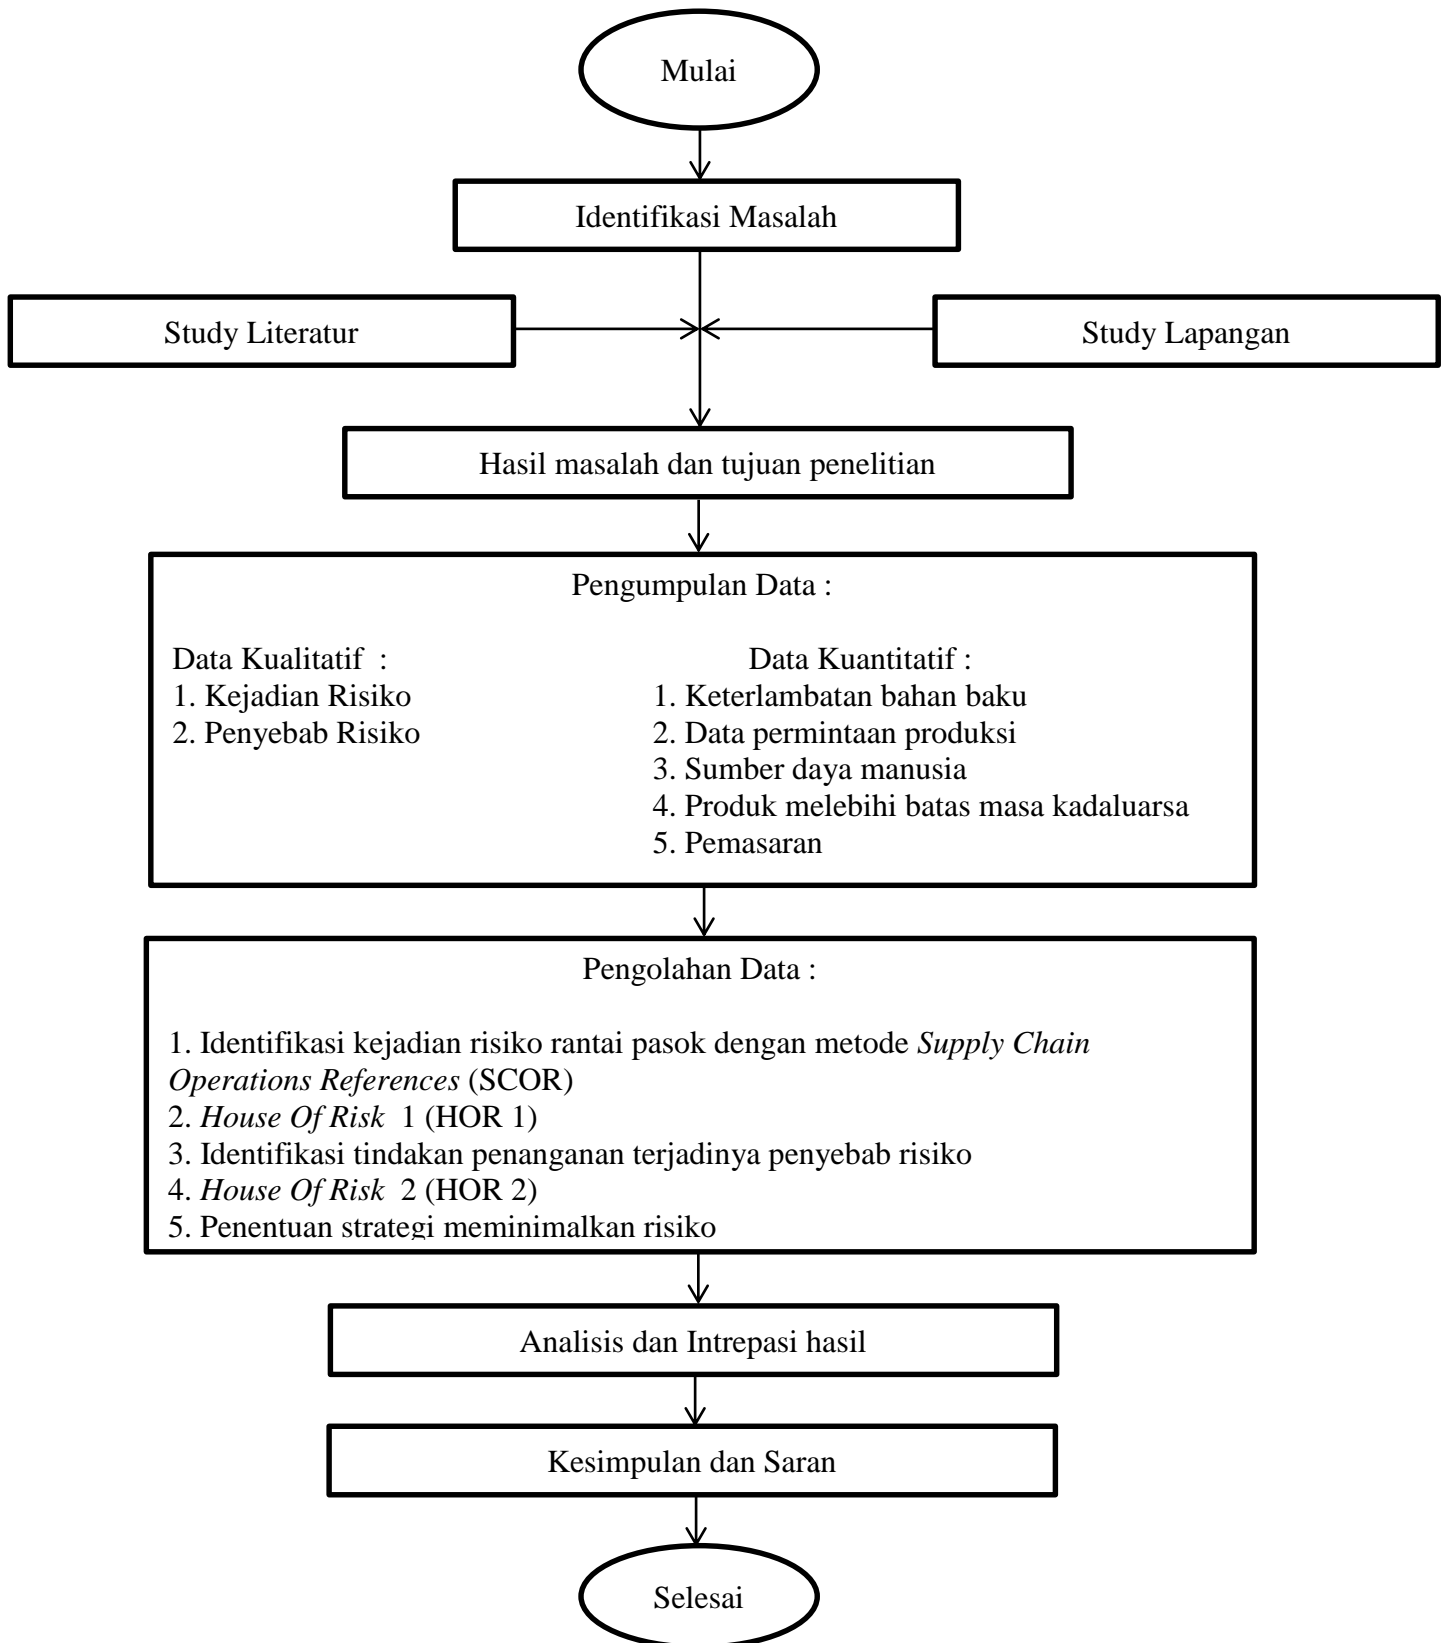 Mulai
Identifikasi Masalah
Study Literatur
Study Lapangan
Hasil masalah dan tujuan penelitian
Pengumpulan Data :
Data Kualitatif  :
1. Kejadian Risiko
2. Penyebab Risiko
Data Kuantitatif :
1. Keterlambatan bahan baku
2. Data permintaan produksi
3. Sumber daya manusia
4. Produk melebihi batas masa kadaluarsa
5. Pemasaran
Pengolahan Data :
1. Identifikasi kejadian risiko rantai pasok dengan metode Supply Chain
Operations References (SCOR)
2. House Of Risk  1 (HOR 1)
3. Identifikasi tindakan penanganan terjadinya penyebab risiko
4. House Of Risk  2 (HOR 2)
5. Penentuan strategi meminimalkan risiko
Analisis dan Intrepasi hasil
Kesimpulan dan Saran
Selesai